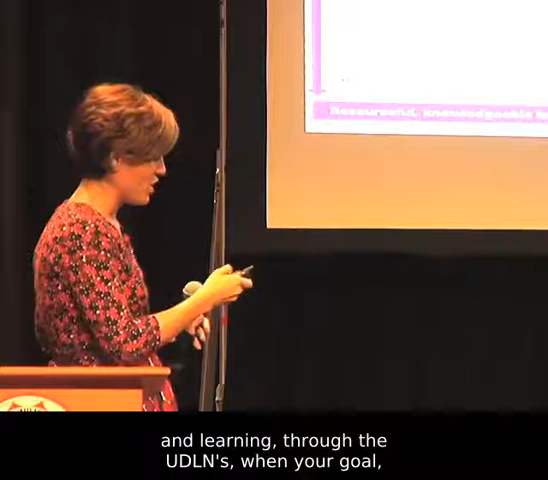 Resourceful, knowledgeable
and learning, through the
UDLN's, when your goal,